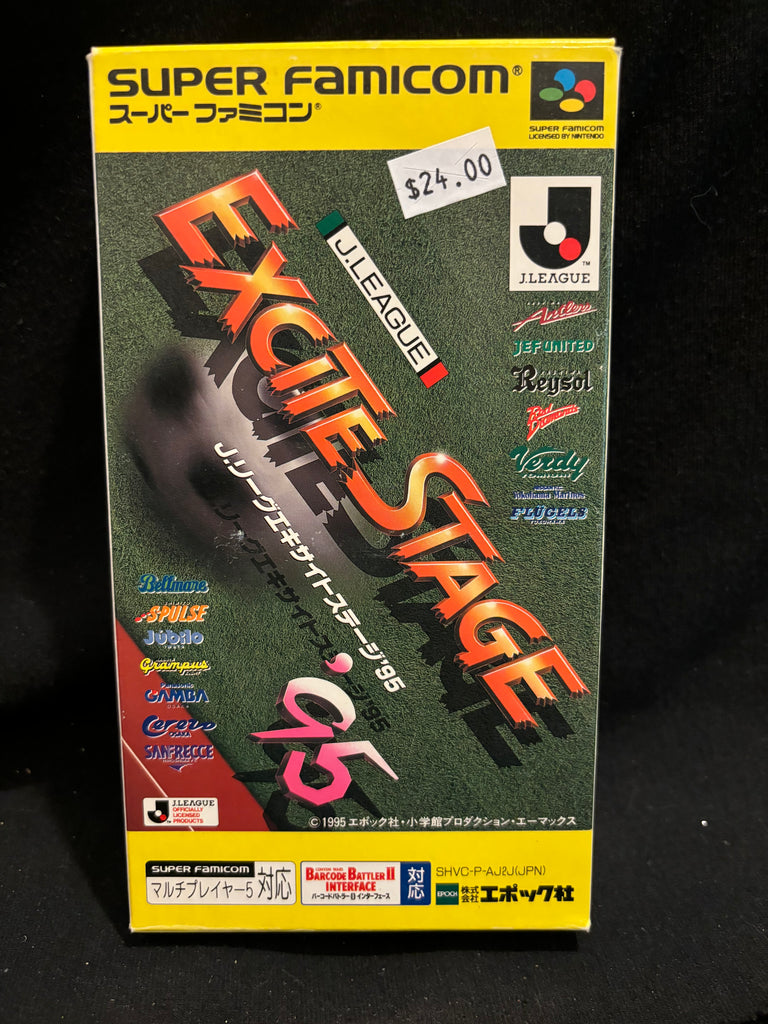 SUPER FAMICOM®
スーパーファミコン®
SUPER FAMICOM
LICENSED BY NINTENDO
$24.00
EXCITE STAGE
J.LEAGUE
J.リーグエキサイトステージ'95
'95
TM
J.LEAGUE
Antlers
JEF UNITED
Reysol
Red Diamonds
Verdy
Yokohama Marinos
FLÜGELS
Bellmare
S-PULSE
Júbilo
Grampus
Panasonic
GAMBA
OSAKA
Cerezo
OSAKA
SANFRECCE
J.LEAGUE
OFFICIALLY
LICENSED
PRODUCTS
©1995 エポック社・小学館プロダクション・エーマックス
SUPER FAMICOM
マルチプレイヤー5 対応
BARCODE BATTLER II
INTERFACE
バーコードバトラーII インターフェース
対応
SHVC-P-AJ2J(JPN)
EPOCH 株式会社 エポック社